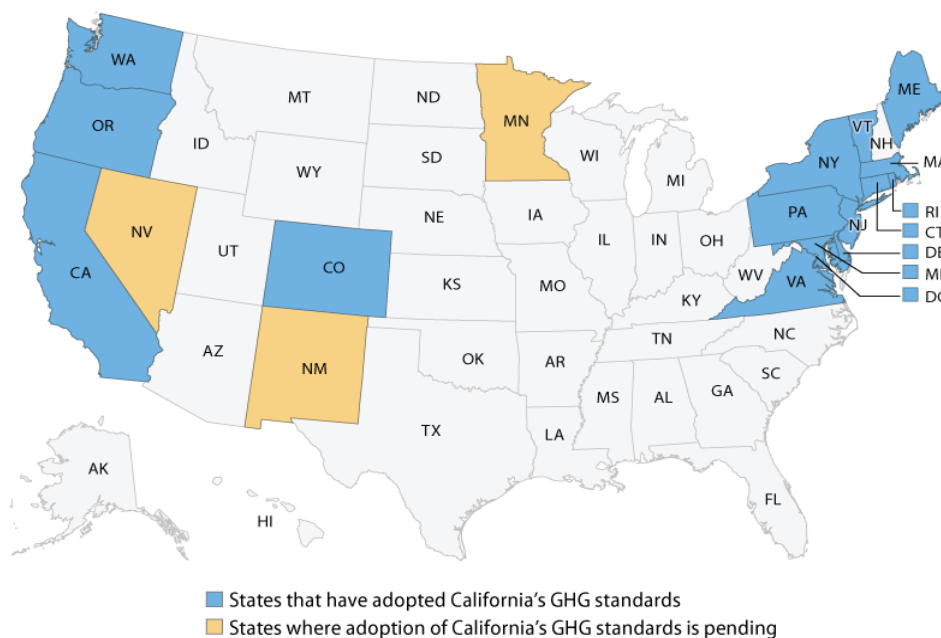 WA
MT
ND
MN
ME
OR
VT
NH
ID
SD
WI
NY
MA
WY
MI
RI
IA
PA
NE
NJ
CT
NV
IL
IN
OH
DE
UT
CO
WV
MD
CA
VA
KS
MO
KY
DC
NC
TN
AZ
OK
NM
AR
SC
MS
AL
GA
TX
LA
AK
FL
HI
States that have adopted California's GHG standards
States where adoption of California's GHG standards is pending